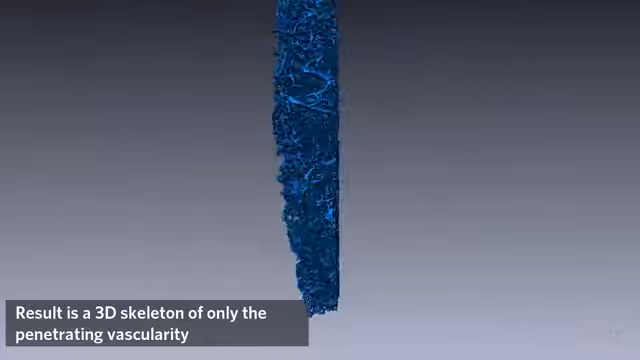 Result is a 3D skeleton of only the
penetrating vascularity